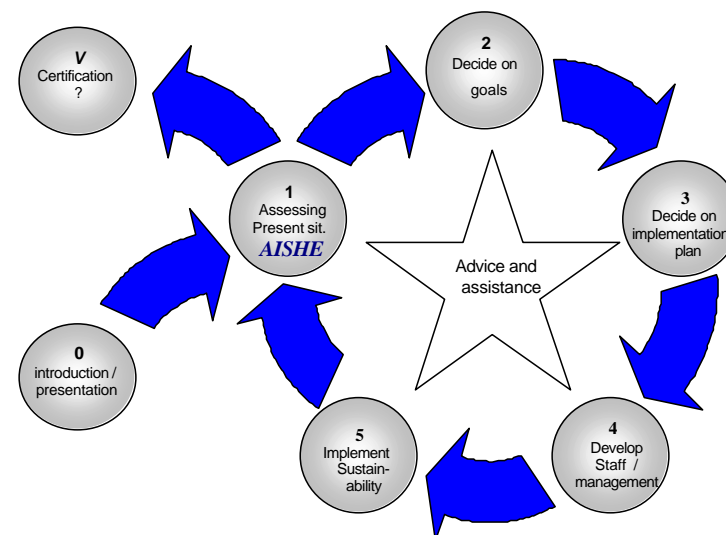 V
Certification
?
2
Decide on
goals
1
Assessing
Present sit.
AISHE
3
Decide on
implementation
plan
Advice and
assistance
0
introduction /
presentation
5
Implement
Sustain-
ability
4
Develop
Staff /
management